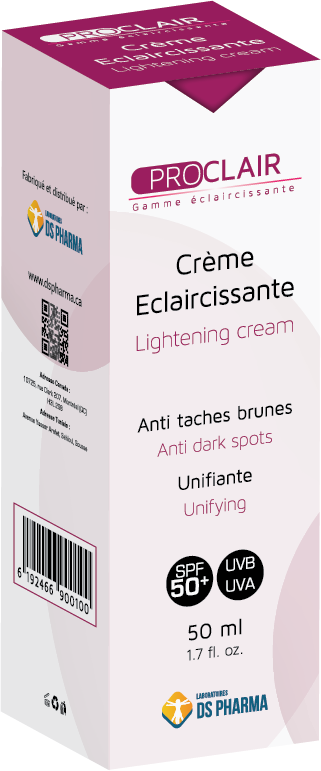 PROCLAIR
Gamme éclaircissante
Crème
Eclaircissante
Lightening cream
PROCLAIR
Gamme éclaircissante
Crème
Eclaircissante
Lightening cream
Anti taches brunes
Anti dark spots
Unifiante
Unifying
SPF
50+
UVB
UVA
50 ml
1.7 fl. oz.
LABORATOIRES
DS PHARMA
Fabriqué et distribué par :
LABORATOIRES
DS PHARMA
www.dspharma.ca
Adresse Canada :
Adresse Tunisie :
6 192466 900100